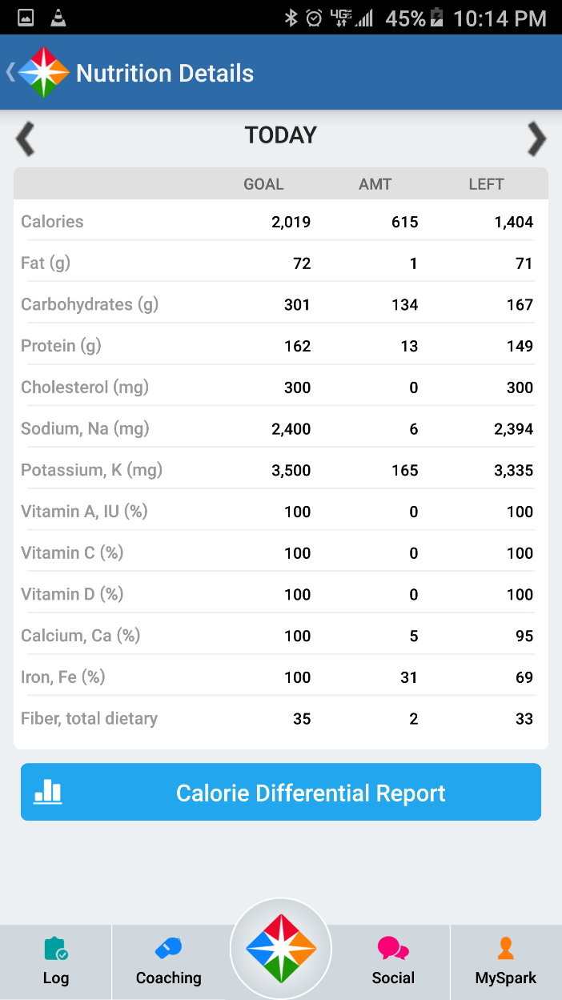 4G 45% 10:14 PM
Nutrition Details
TODAY
GOAL AMT LEFT
Calories 2,019 615 1,404
Fat (g) 72 1 71
Carbohydrates (g) 301 134 167
Protein (g) 162 13 149
Cholesterol (mg) 300 0 300
Sodium, Na (mg) 2,400 6 2,394
Potassium, K (mg) 3,500 165 3,335
Vitamin A, IU (%) 100 0 100
Vitamin C (%) 100 0 100
Vitamin D (%) 100 0 100
Calcium, Ca (%) 100 5 95
Iron, Fe (%) 100 31 69
Fiber, total dietary 35 2 33
Calorie Differential Report
Log Coaching Social MySpark